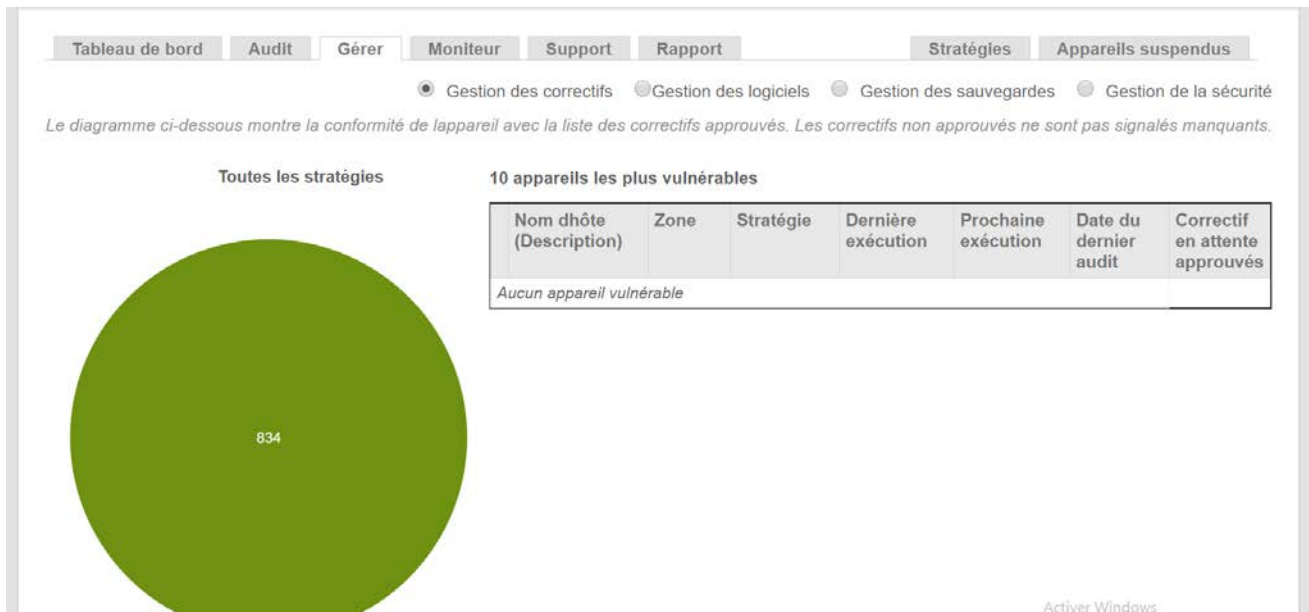 Tableau de bord Audit Gérer Moniteur Support Rapport Stratégies Appareils suspendus
Gestion des correctifs Gestion des logiciels Gestion des sauvegardes Gestion de la sécurité
Le diagramme ci-dessous montre la conformité de lappareil avec la liste des correctifs approuvés. Les correctifs non approuvés ne sont pas signalés manquants.
Toutes les stratégies
10 appareils les plus vulnérables
Nom dhôte Zone Stratégie Dernière Prochaine Date du Correctif
(Description) exécution exécution dernier en attente
audit approuvés
Aucun appareil vulnérable
834
Activer Windows